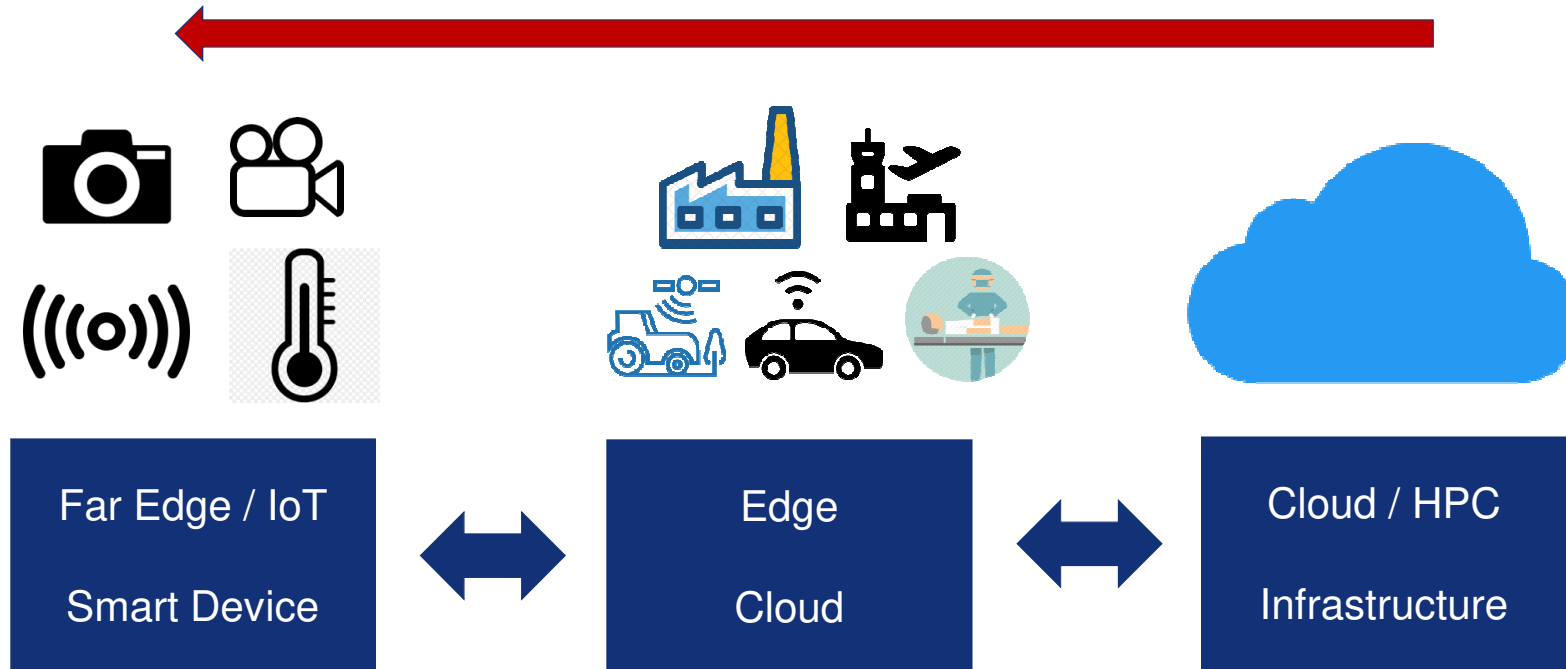 Far Edge / IoT
Smart Device
Edge
Cloud
Cloud / HPC
Infrastructure